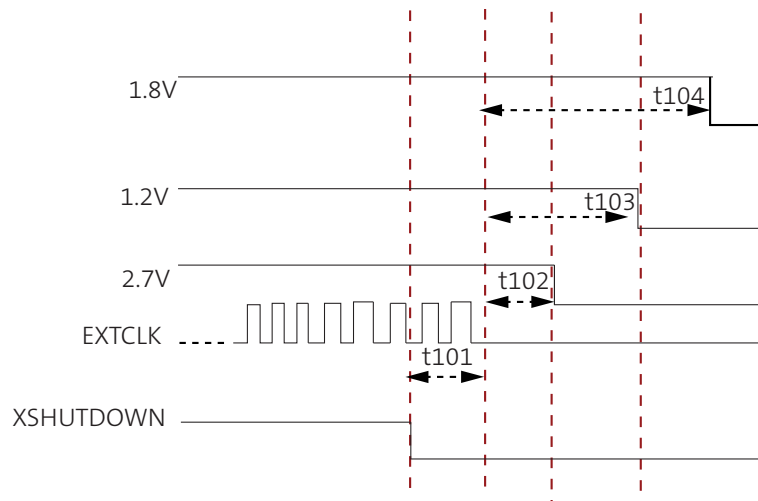 1.8V
t104
1.2V
t103
2.7V
t102
EXTCLK
t101
XSHUTDOWN